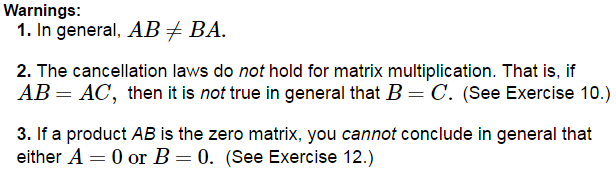 Warnings:
1. In general, AB ≠ BA.
2. The cancellation laws do not hold for matrix multiplication. That is, if
AB = AC, then it is not true in general that B = C. (See Exercise 10.)
3. If a product AB is the zero matrix, you cannot conclude in general that
either A = 0 or B = 0. (See Exercise 12.)